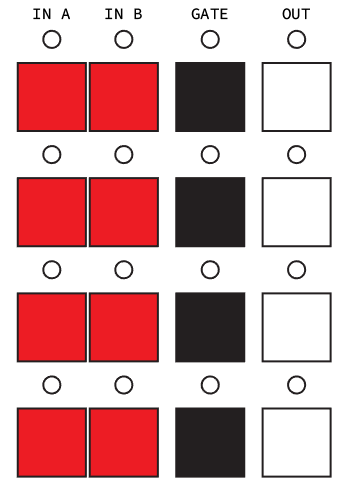 IN A IN B GATE OUT